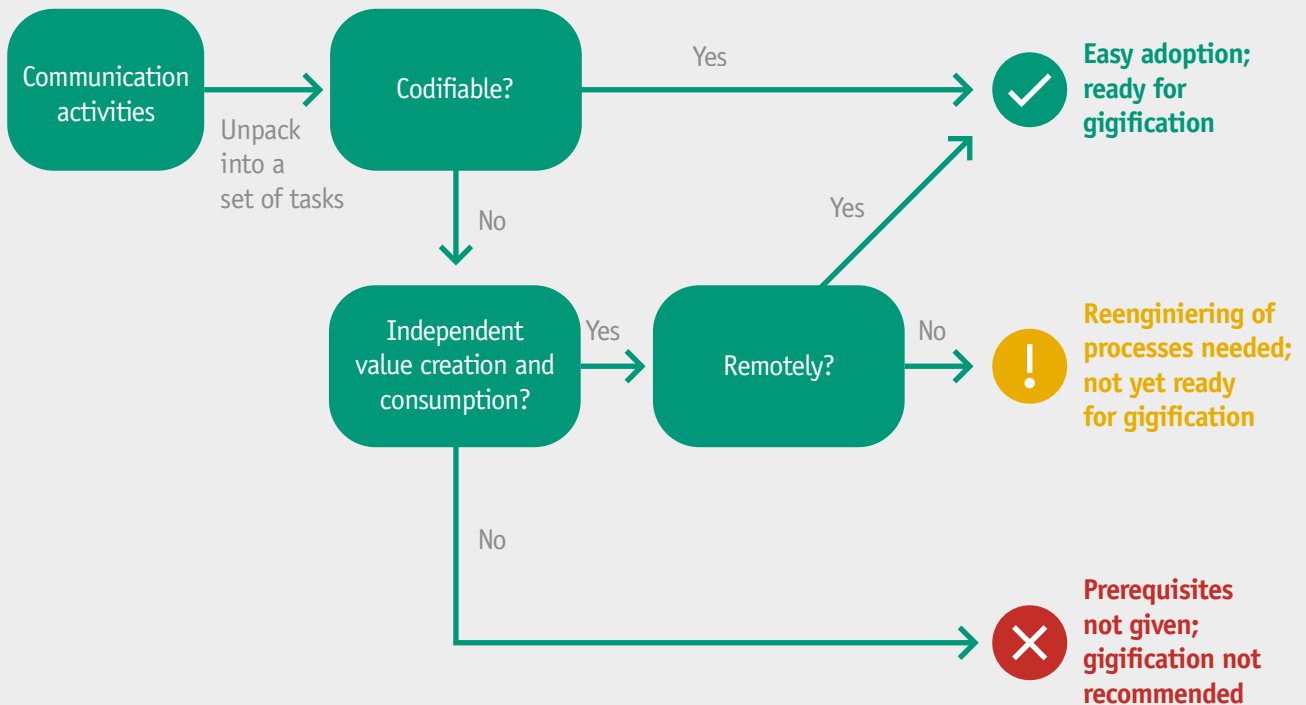 Communication
activities
Unpack
into a
set of tasks
Codifiable?
Yes
Easy adoption;
ready for
gigification
No
Yes
Independent
value creation and
consumption?
Yes
Remotely?
No
Reenginiering of
processes needed;
not yet ready
for gigification
No
Prerequisites
not given;
gigification not
recommended